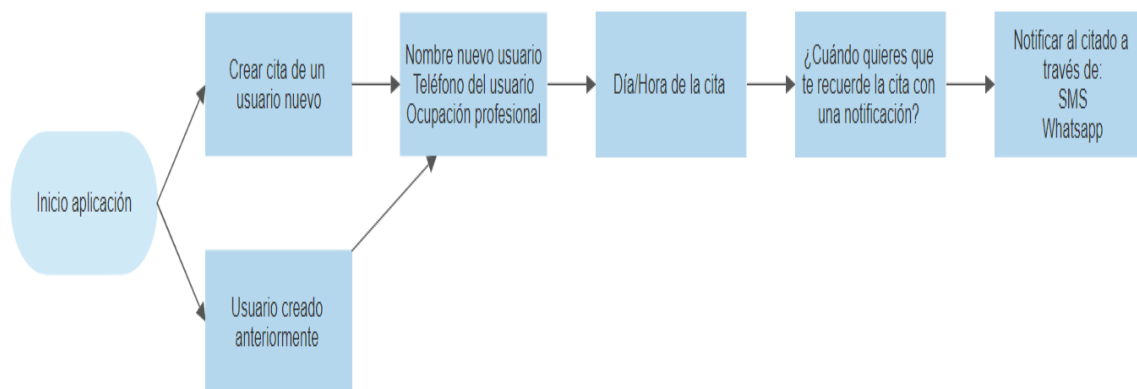 Inicio aplicación
Crear cita de un
usuario nuevo
Usuario creado
anteriormente
Nombre nuevo usuario
Teléfono del usuario
Ocupación profesional
Día/Hora de la cita
¿Cuándo quieres que
te recuerde la cita con
una notificación?
Notificar al citado a
través de:
SMS
Whatsapp